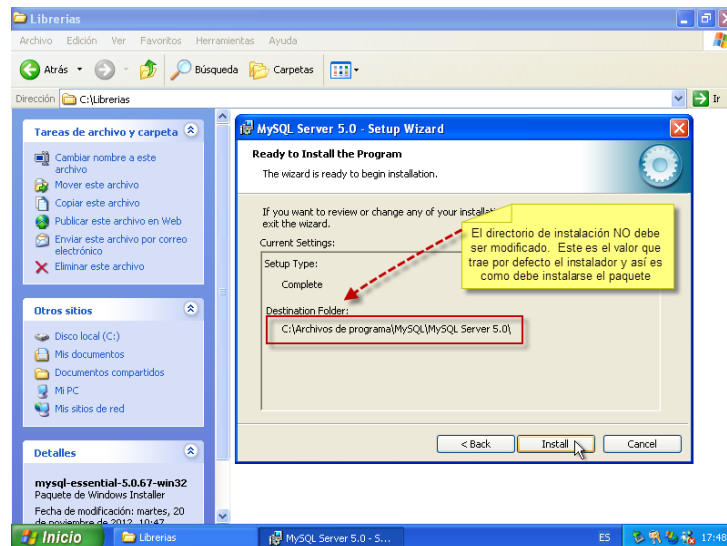 Librerias
Archivo Edición Ver Favoritos Herramientas Ayuda
Atrás Búsqueda Carpetas
Dirección C:\Librerias Ir
Tareas de archivo y carpeta
Cambiar nombre a este
archivo
Mover este archivo
Copiar este archivo
Publicar este archivo en Web
Enviar este archivo por correo
electrónico
Eliminar este archivo
Otros sitios
Disco local (C:)
Mis documentos
Documentos compartidos
Mi PC
Mis sitios de red
Detalles
mysql-essential-5.0.67-win32
Paquete de Windows Installer
Fecha de modificación: martes, 20
de noviembre de 2012, 10:47
MySQL Server 5.0 - Setup Wizard
Ready to Install the Program
The wizard is ready to begin installation.
If you want to review or change any of your
exit the wizard.
Current Settings:
Setup Type:
Complete
Destination Folder:
C:\Archivos de programa\MySQL\MySQL Server 5.0\
El directorio de instalación NO debe
ser modificado. Este es el valor que
trae por defecto el instalador y así es
como debe instalarse el paquete
< Back Install Cancel
Inicio Librerias MySQL Server 5.0 - S... ES